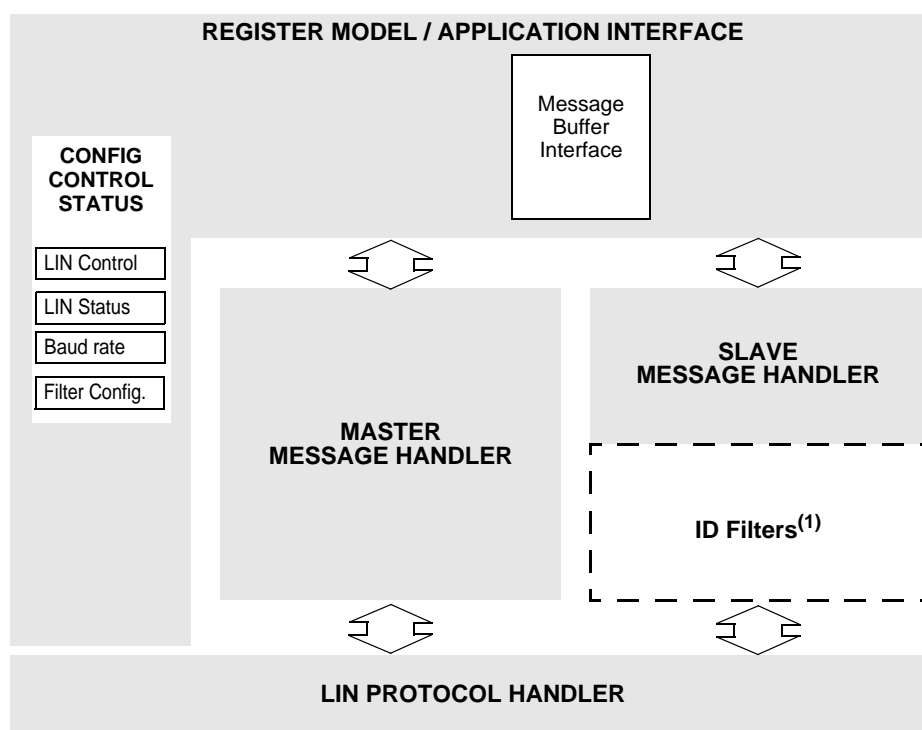 REGISTER MODEL / APPLICATION INTERFACE
Message
Buffer
Interface
CONFIG
CONTROL
STATUS
LIN Control
LIN Status
Baud rate
Filter Config.
MASTER
MESSAGE HANDLER
SLAVE
MESSAGE HANDLER
ID Filters(1)
LIN PROTOCOL HANDLER